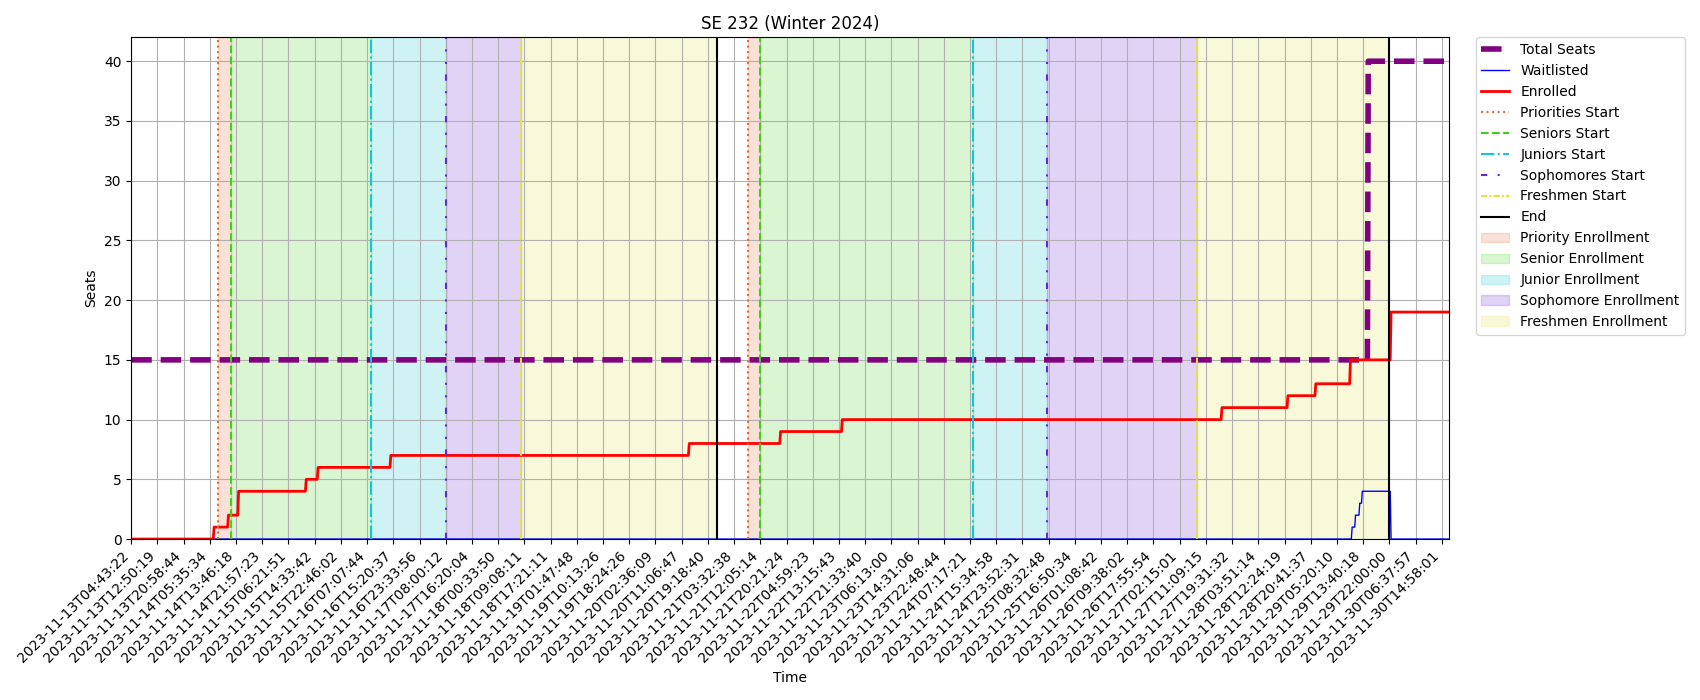 SE 232 (Winter 2024)
Seats
40
35
30
25
20
15
10
5
0
2023-11-13T04:43:22
2023-11-13T12:50:19
2023-11-13T20:58:44
2023-11-14T05:35:34
2023-11-14T13:46:18
2023-11-14T21:57:23
2023-11-15T06:21:51
2023-11-15T14:33:42
2023-11-15T22:46:02
2023-11-16T07:07:44
2023-11-16T15:20:37
2023-11-16T23:33:56
2023-11-17T08:00:12
2023-11-17T16:20:04
2023-11-18T00:33:50
2023-11-18T09:08:11
2023-11-18T17:21:11
2023-11-19T01:47:48
2023-11-19T10:13:26
2023-11-19T18:24:26
2023-11-20T02:36:09
2023-11-20T11:06:47
2023-11-20T19:18:40
2023-11-21T03:32:38
2023-11-21T12:05:14
2023-11-21T20:21:24
2023-11-22T04:59:23
2023-11-22T13:15:43
2023-11-22T21:33:40
2023-11-23T06:13:00
2023-11-23T14:31:06
2023-11-23T22:48:44
2023-11-24T07:17:21
2023-11-24T15:34:58
2023-11-24T23:52:31
2023-11-25T08:32:48
2023-11-25T16:50:34
2023-11-26T01:08:42
2023-11-26T09:38:02
2023-11-26T17:55:54
2023-11-27T02:15:01
2023-11-27T11:09:15
2023-11-27T19:31:32
2023-11-28T03:51:14
2023-11-28T12:24:19
2023-11-28T20:41:37
2023-11-29T05:20:10
2023-11-29T13:40:18
2023-11-29T22:00:00
2023-11-30T06:37:57
2023-11-30T14:58:01
Time
Total Seats
Waitlisted
Enrolled
Priorities Start
Seniors Start
Juniors Start
Sophomores Start
Freshmen Start
End
Priority Enrollment
Senior Enrollment
Junior Enrollment
Sophomore Enrollment
Freshmen Enrollment